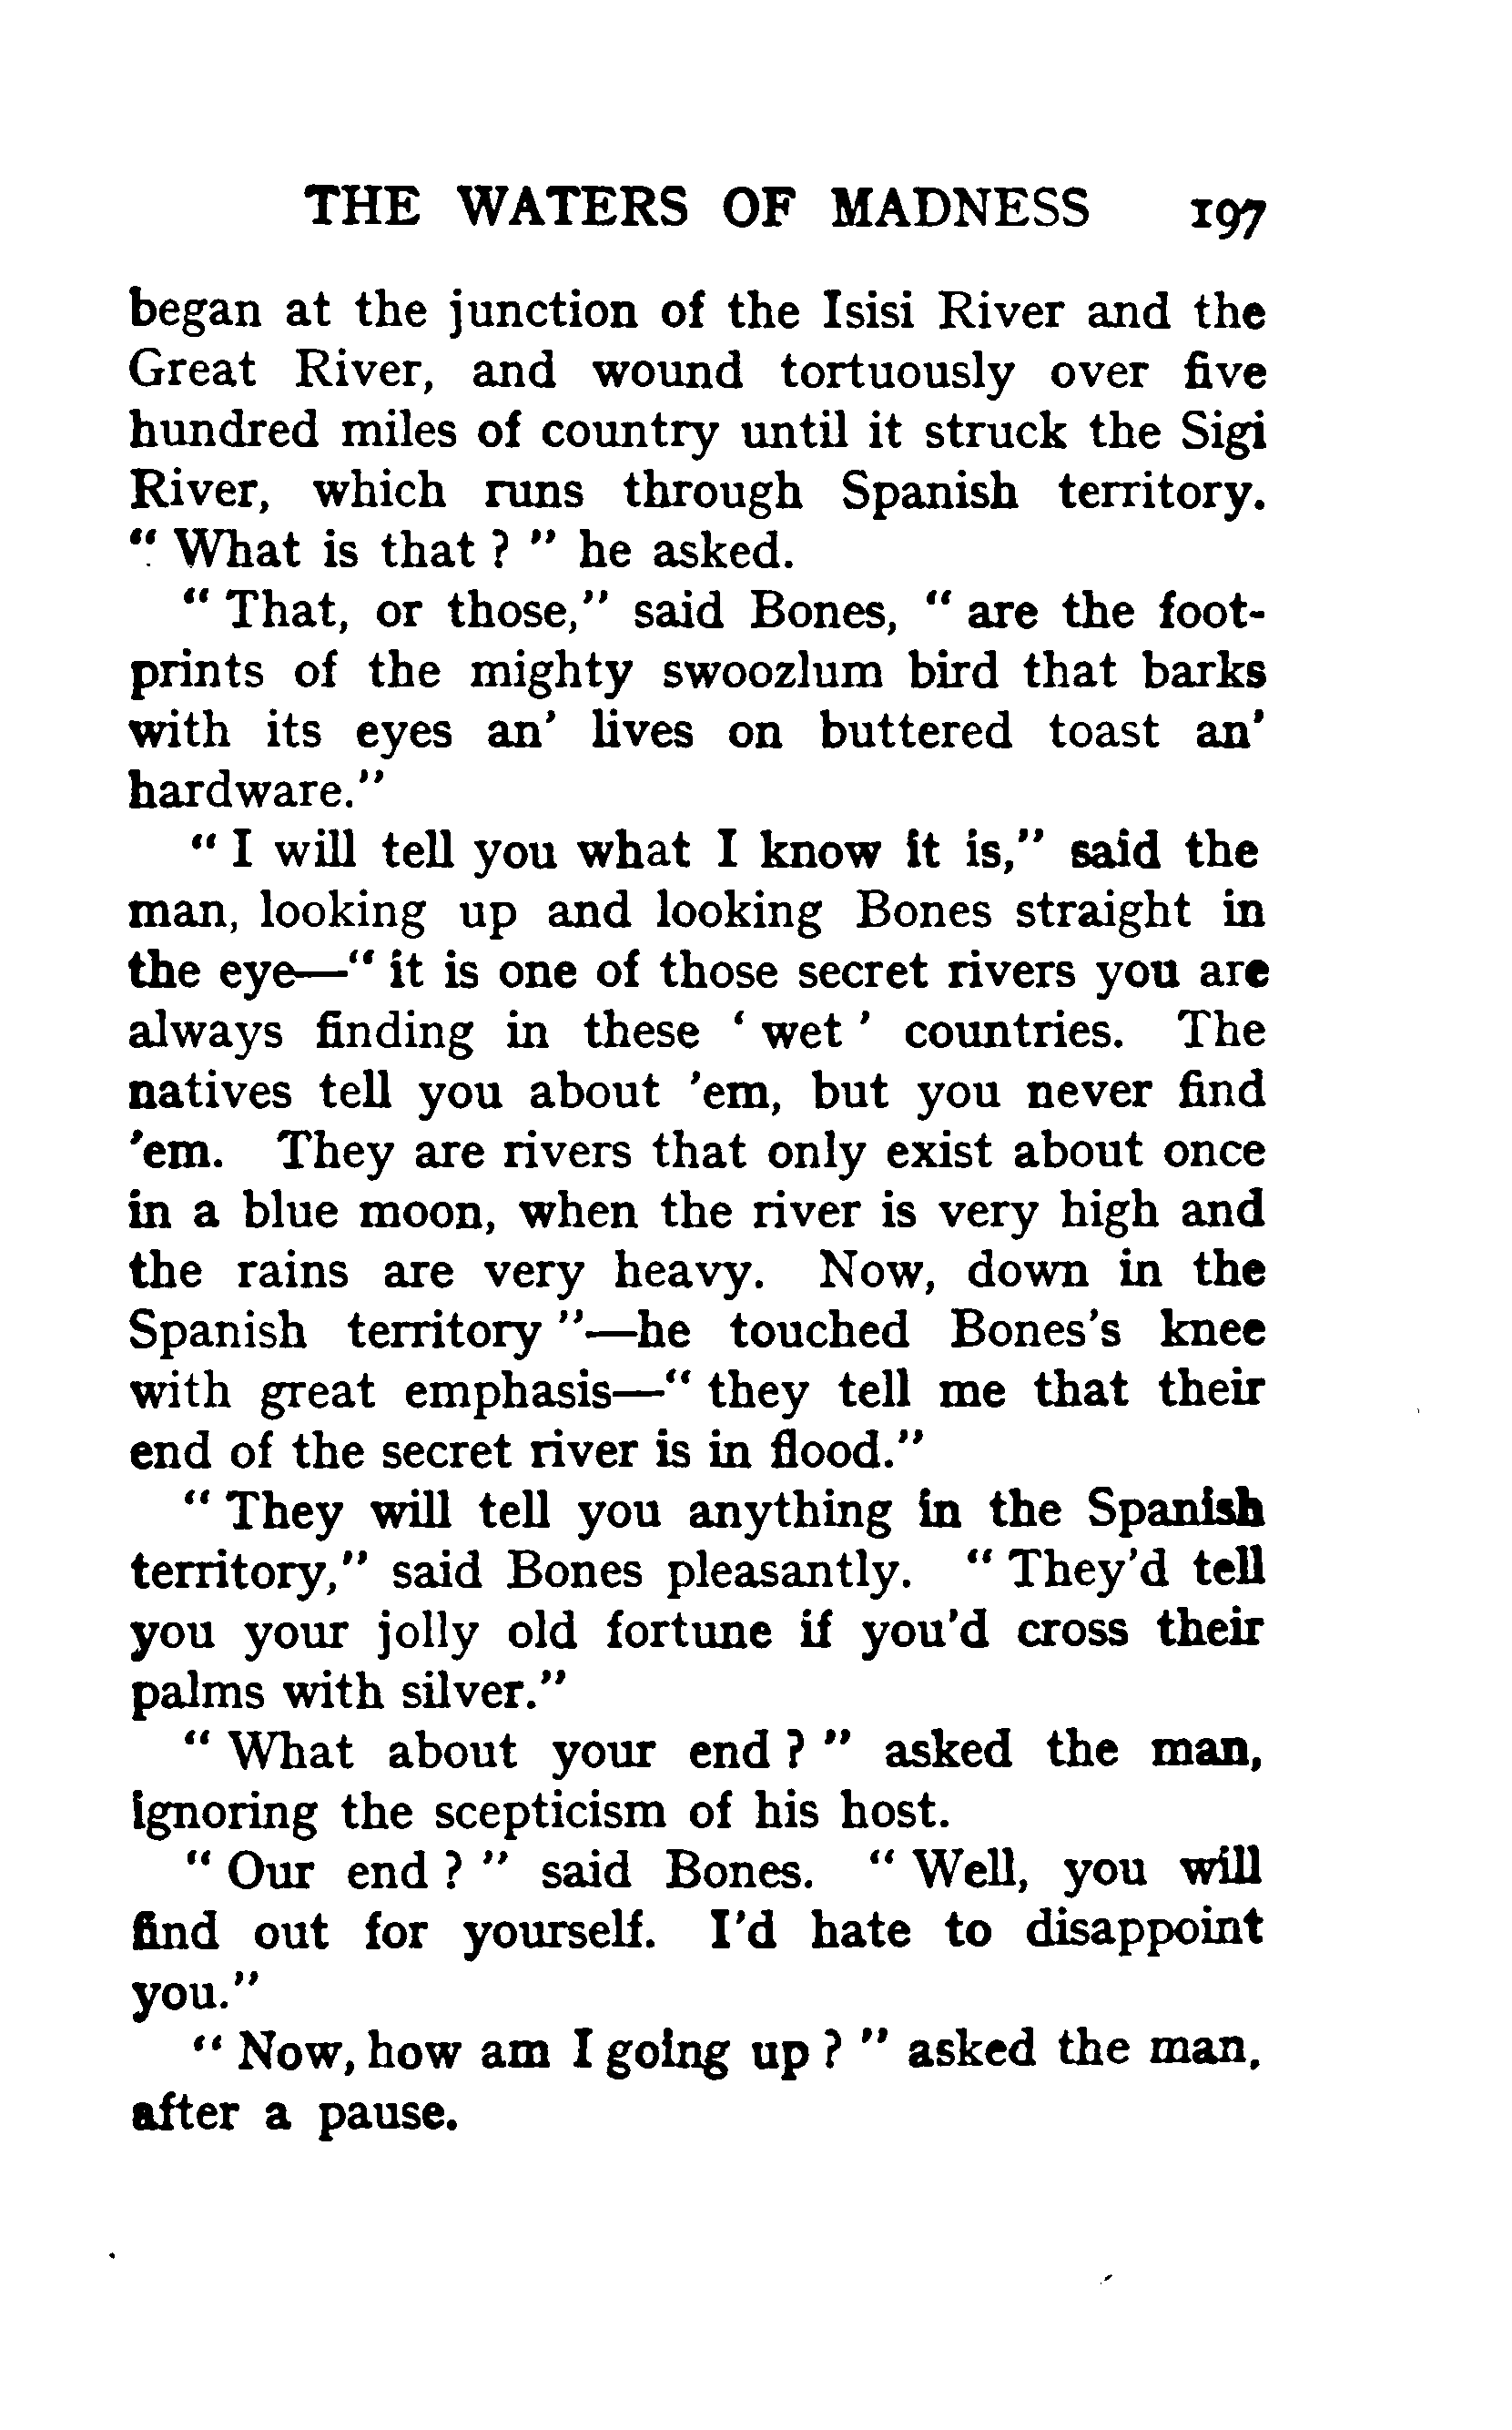 THE WATERS OF MADNESS 197
began at the junction of the Isisi River and the
Great River, and wound tortuously over five
hundred miles of country until it struck the Sigi
River, which runs through Spanish territory.
" What is that ? " he asked.
" That, or those," said Bones, " are the foot-
prints of the mighty swoozlum bird that barks
with its eyes an' lives on buttered toast an'
hardware."
" I will tell you what I know it is," said the
man, looking up and looking Bones straight in
the eye—" it is one of those secret rivers you are
always finding in these ' wet ' countries. The
natives tell you about 'em, but you never find
'em. They are rivers that only exist about once
in a blue moon, when the river is very high and
the rains are very heavy. Now, down in the
Spanish territory "—he touched Bones's knee
with great emphasis—" they tell me that their
end of the secret river is in flood."
" They will tell you anything in the Spanish
territory," said Bones pleasantly. " They'd tell
you your jolly old fortune if you'd cross their
palms with silver."
" What about your end ? " asked the man,
ignoring the scepticism of his host.
" Our end ? " said Bones. " Well, you will
find out for yourself. I'd hate to disappoint
you."
" Now, how am I going up ? " asked the man,
after a pause.